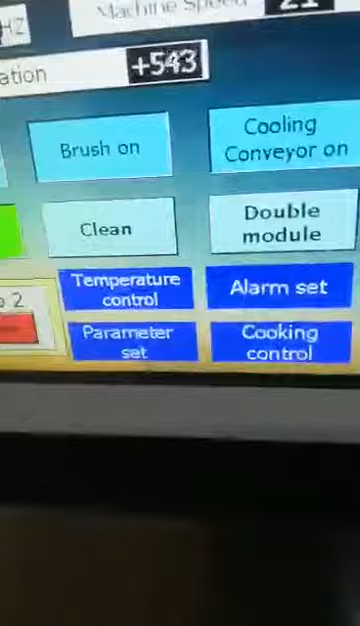 HZ
Machine Speed 21
ation +543
Brush on
Cooling
Conveyor on
Clean
Double
module
2
Temperature
control
Alarm set
Parameter
set
Cooking
control